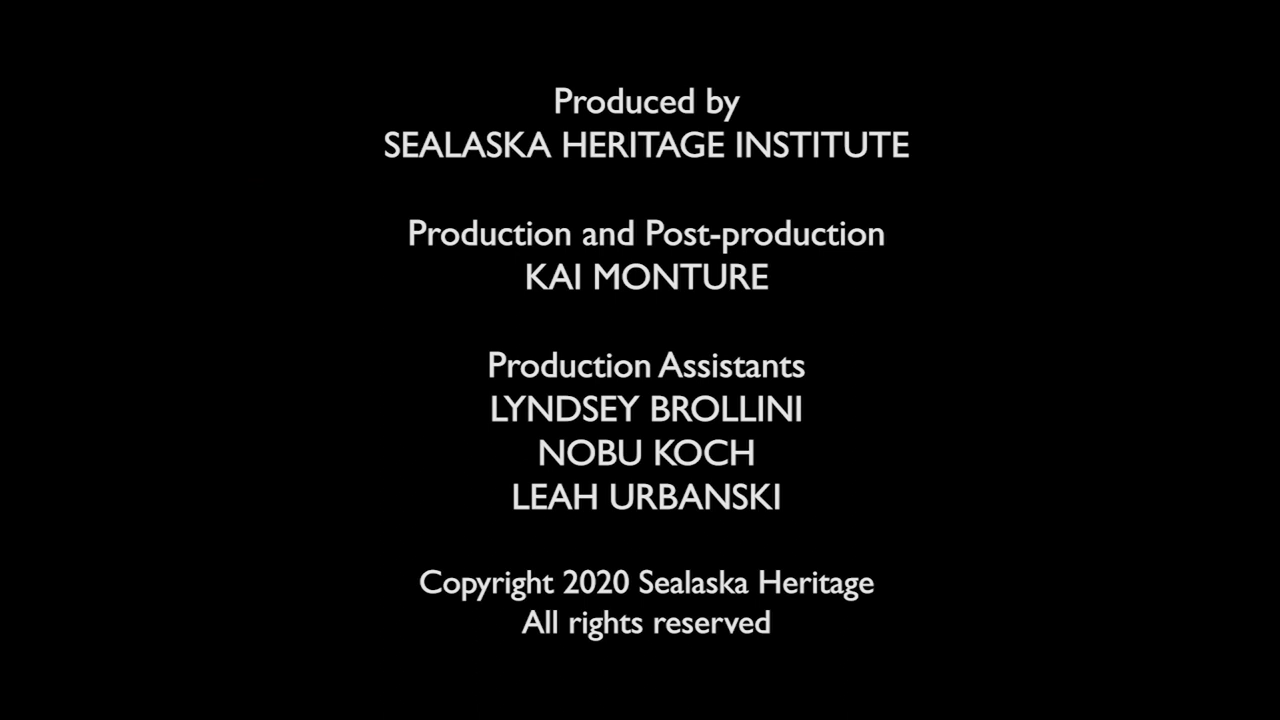 Produced by
SEALASKA HERITAGE INSTITUTE
Production and Post-production
KAI MONTURE
Production Assistants
LYNDSEY BROLLINI
NOBU KOCH
LEAH URBANSKI
Copyright 2020 Sealaska Heritage
All rights reserved